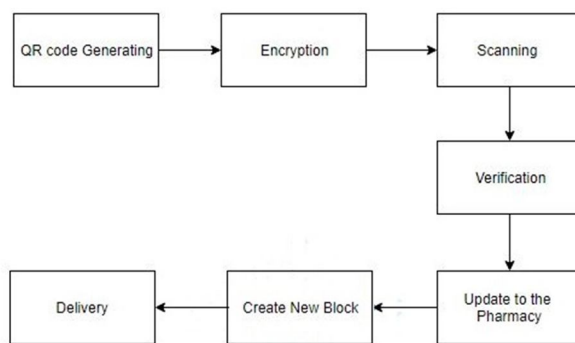 QR code Generating
Encryption
Scanning
Verification
Update to the
Pharmacy
Create New Block
Delivery